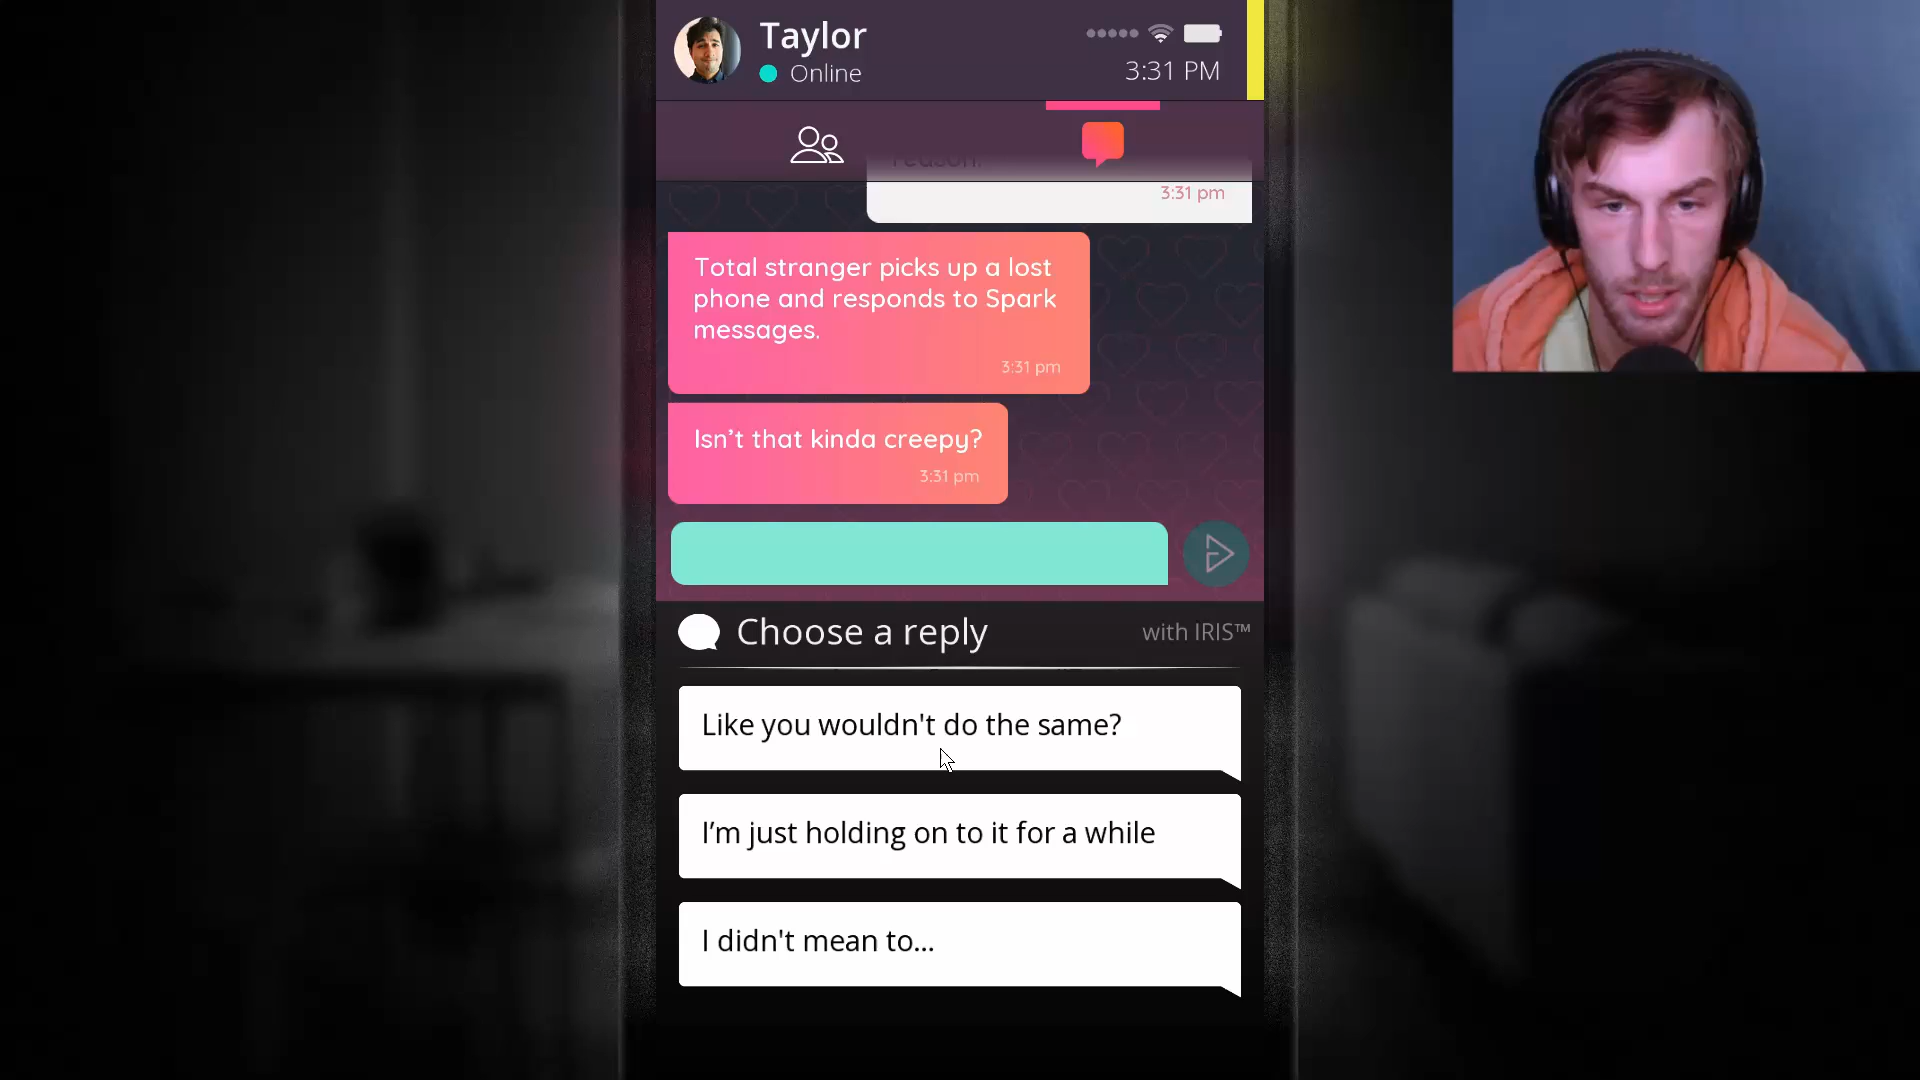 Taylor
Online
3:31 PM
reason.
3:31 pm
Total stranger picks up a lost
phone and responds to Spark
messages.
3:31 pm
Isn't that kinda creepy?
3:31 pm
Choose a reply
with IRIS™
Like you wouldn't do the same?
I'm just holding on to it for a while
I didn't mean to...